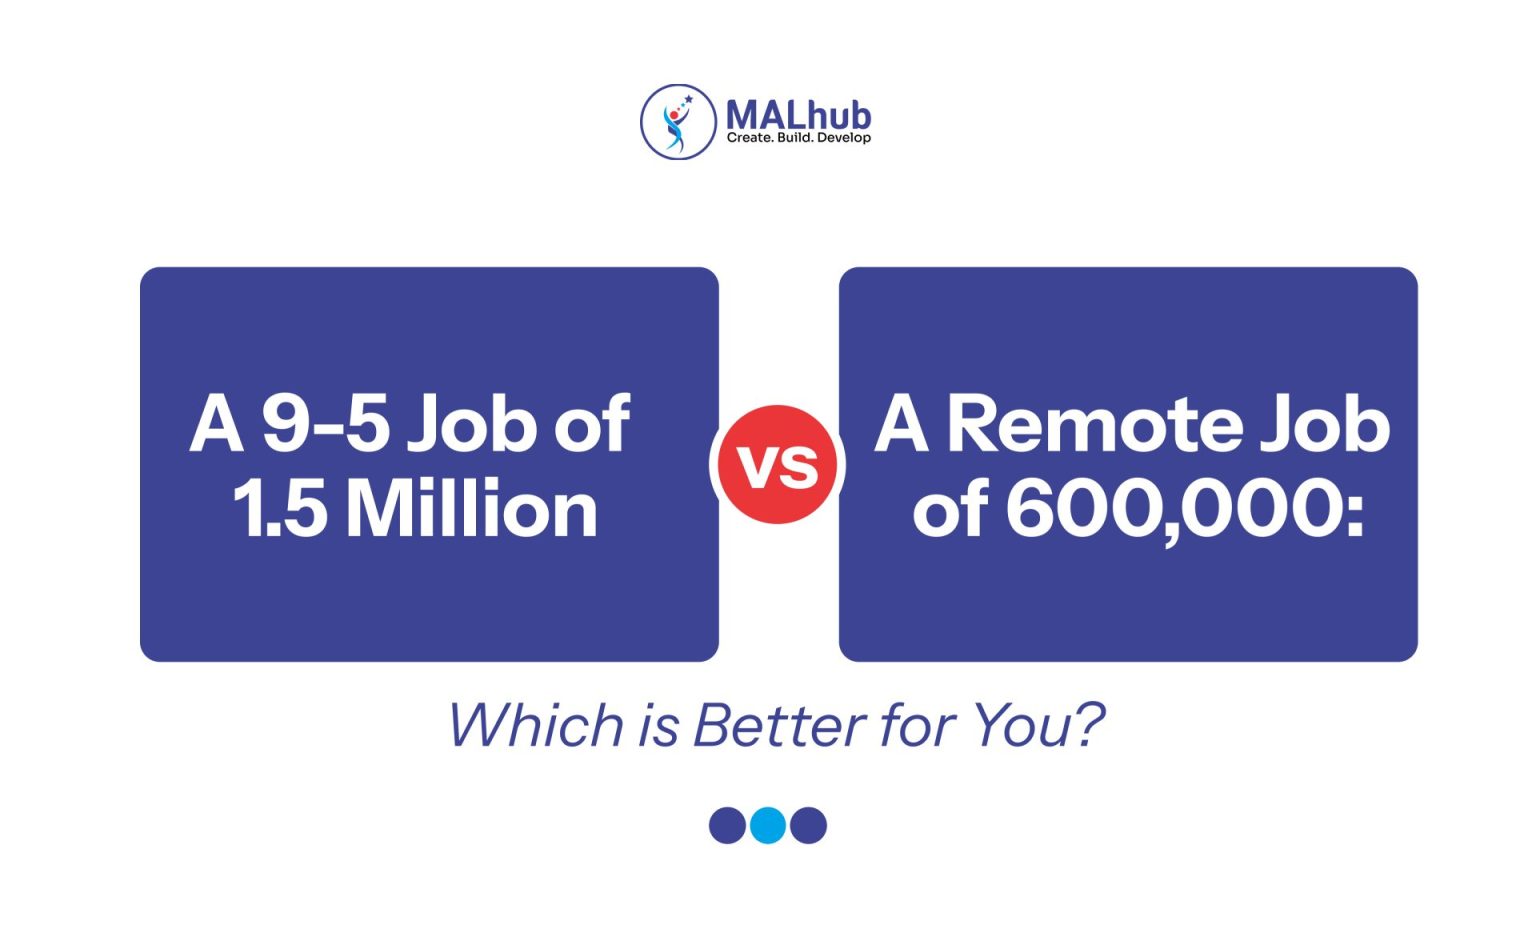 MALhub
Create. Build. Develop
A 9-5 Job of
1.5 Million
vs
A Remote Job
of 600,000:
Which is Better for You?